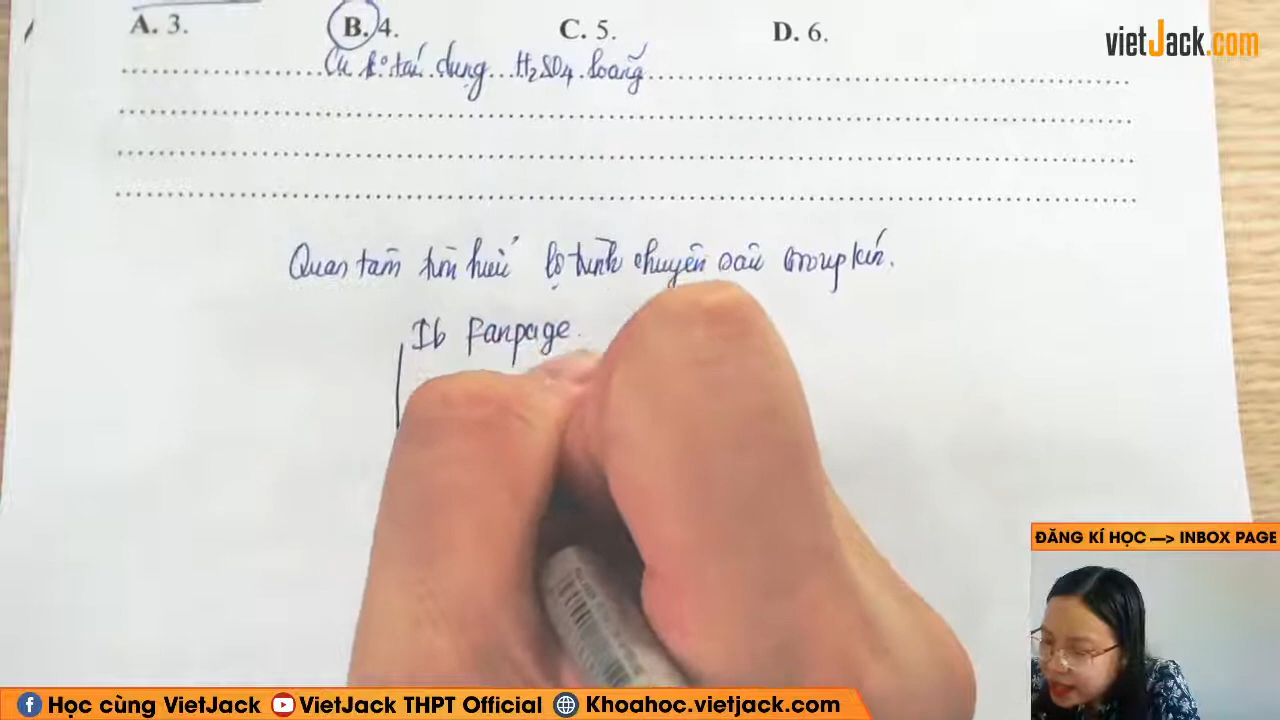 A. 3. B. 4. C. 5. D. 6.
vietJack.com
Cu k° tác dụng H₂SO₄ loãng
Quan tâm tìm hiểu lộ trình chuyên sâu group kín.
Ib Fanpage.
ĐĂNG KÍ HỌC —> INBOX PAGE
Học cùng VietJack VietJack THPT Official Khoahoc.vietjack.com